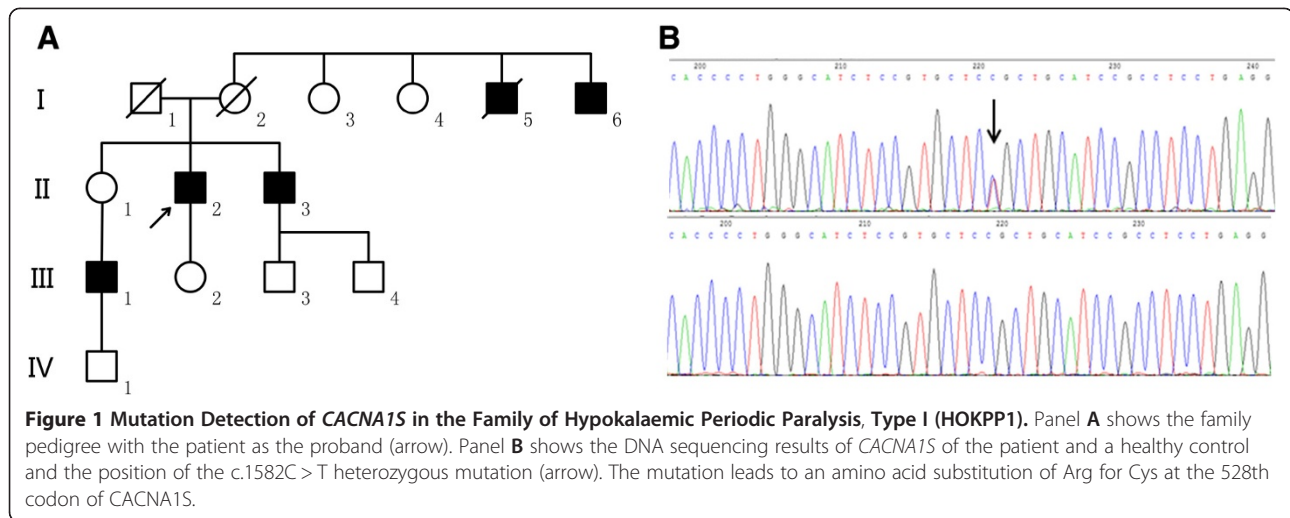 A
I
1
2
3
4
5
6
II
1
2
3
III
1
2
3
4
IV
1
B
200 210 220 230 240
C A C C C C T G G G C A T C T C C G T G C T C C G C T G C A T C C G C C T C C T G A G G
200 210 220 230
C A C C C C T G G G C A T C T C C G T G C T C C G C T G C A T C C G C C T C C T G A G G
Figure 1 Mutation Detection of CACNA1S in the Family of Hypokalaemic Periodic Paralysis, Type I (HOKPP1). Panel A shows the family
pedigree with the patient as the proband (arrow). Panel B shows the DNA sequencing results of CACNA1S of the patient and a healthy control
and the position of the c.1582C > T heterozygous mutation (arrow). The mutation leads to an amino acid substitution of Arg for Cys at the 528th
codon of CACNA1S.